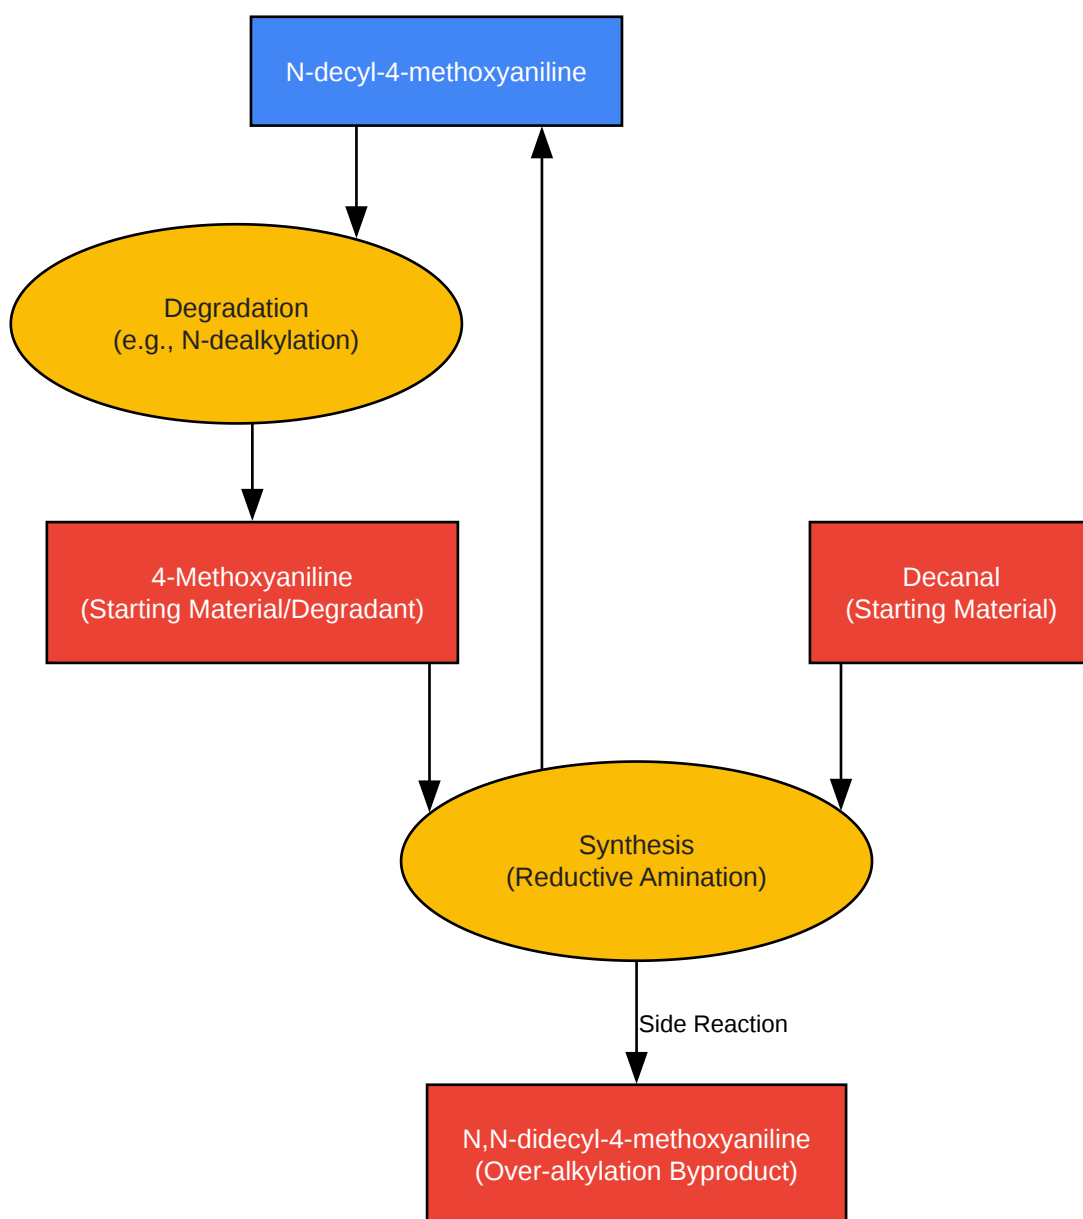 N-decyl-4-methoxyaniline
Degradation
(e.g., N-dealkylation)
4-Methoxyaniline
(Starting Material/Degradant)
Decanal
(Starting Material)
Synthesis
(Reductive Amination)
Side Reaction
N,N-didecyl-4-methoxyaniline
(Over-alkylation Byproduct)